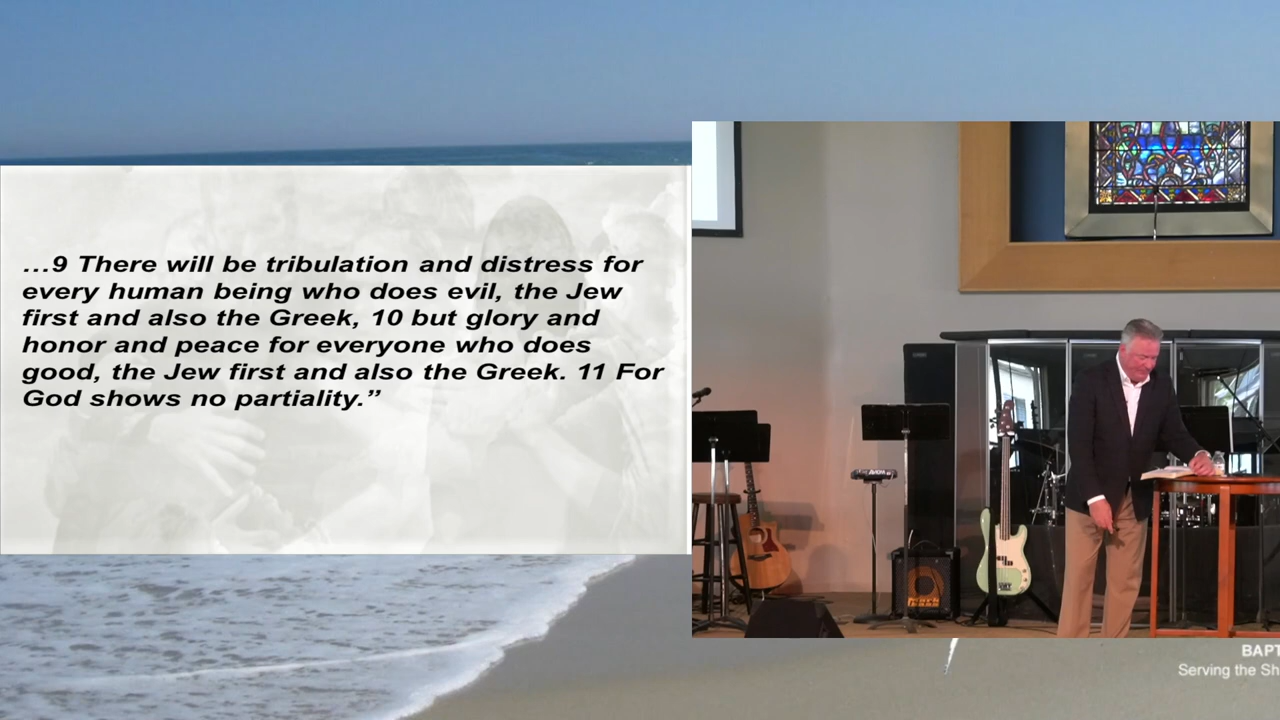 …9 There will be tribulation and distress for
every human being who does evil, the Jew
first and also the Greek, 10 but glory and
honor and peace for everyone who does
good, the Jew first and also the Greek. 11 For
God shows no partiality.”
BAPT
Serving the Sh